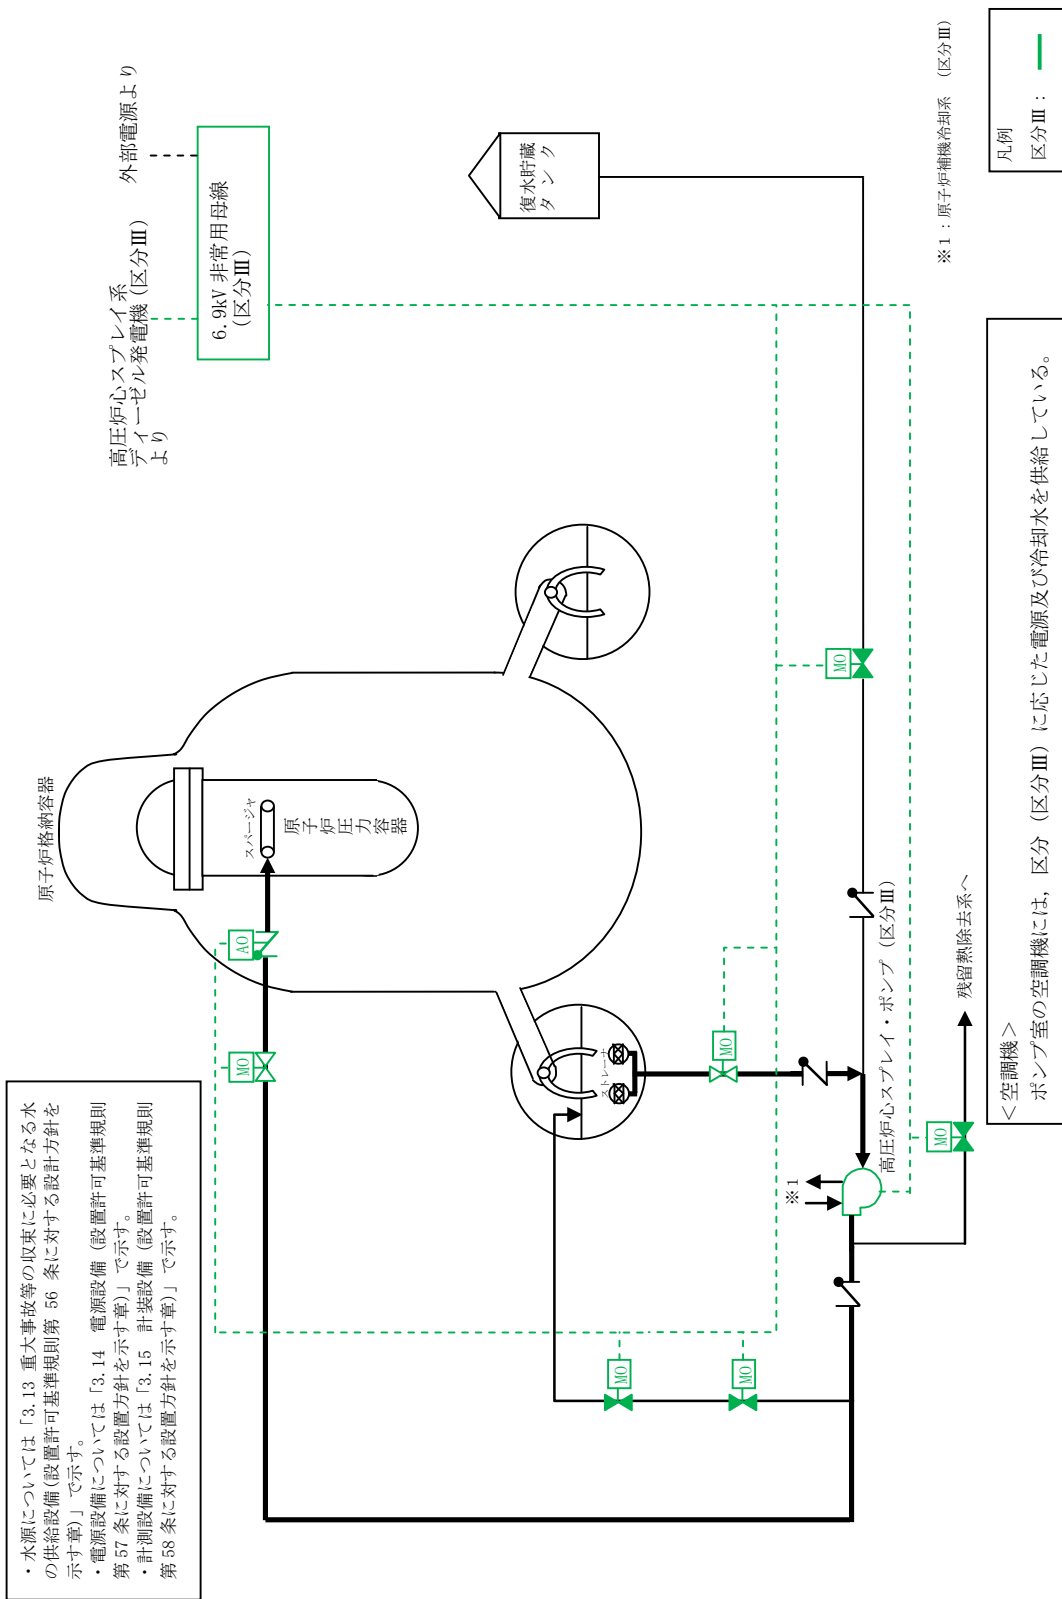 ・水源については「3.13 重大事故等の収束に必要となる水
の供給設備(設置許可基準規則第 56 条に対する設計方針を
示す章)」で示す。
・電源設備については「3.14 電源設備（設置許可基準規則
第 57 条に対する設置方針を示す章)」で示す。
・計測設備については「3.15 計装設備（設置許可基準規則
第 58 条に対する設置方針を示す章)」で示す。
原子炉格納容器
高圧炉心スプレイ系
ディーゼル発電機(区分Ⅲ)
より
外部電源より
6.9kV 非常用母線
(区分Ⅲ)
AO
MO
スパージャ
原子炉圧力容器
復水貯蔵
タンク
ストレーナ
MO
MO
MO
MO
※1
高圧炉心スプレイ・ポンプ（区分Ⅲ）
MO
残留熱除去系へ
※1：原子炉補機冷却系 （区分Ⅲ）
＜空調機＞
ポンプ室の空調機には，区分（区分Ⅲ）に応じた電源及び冷却水を供給している。
凡例
区分Ⅲ：